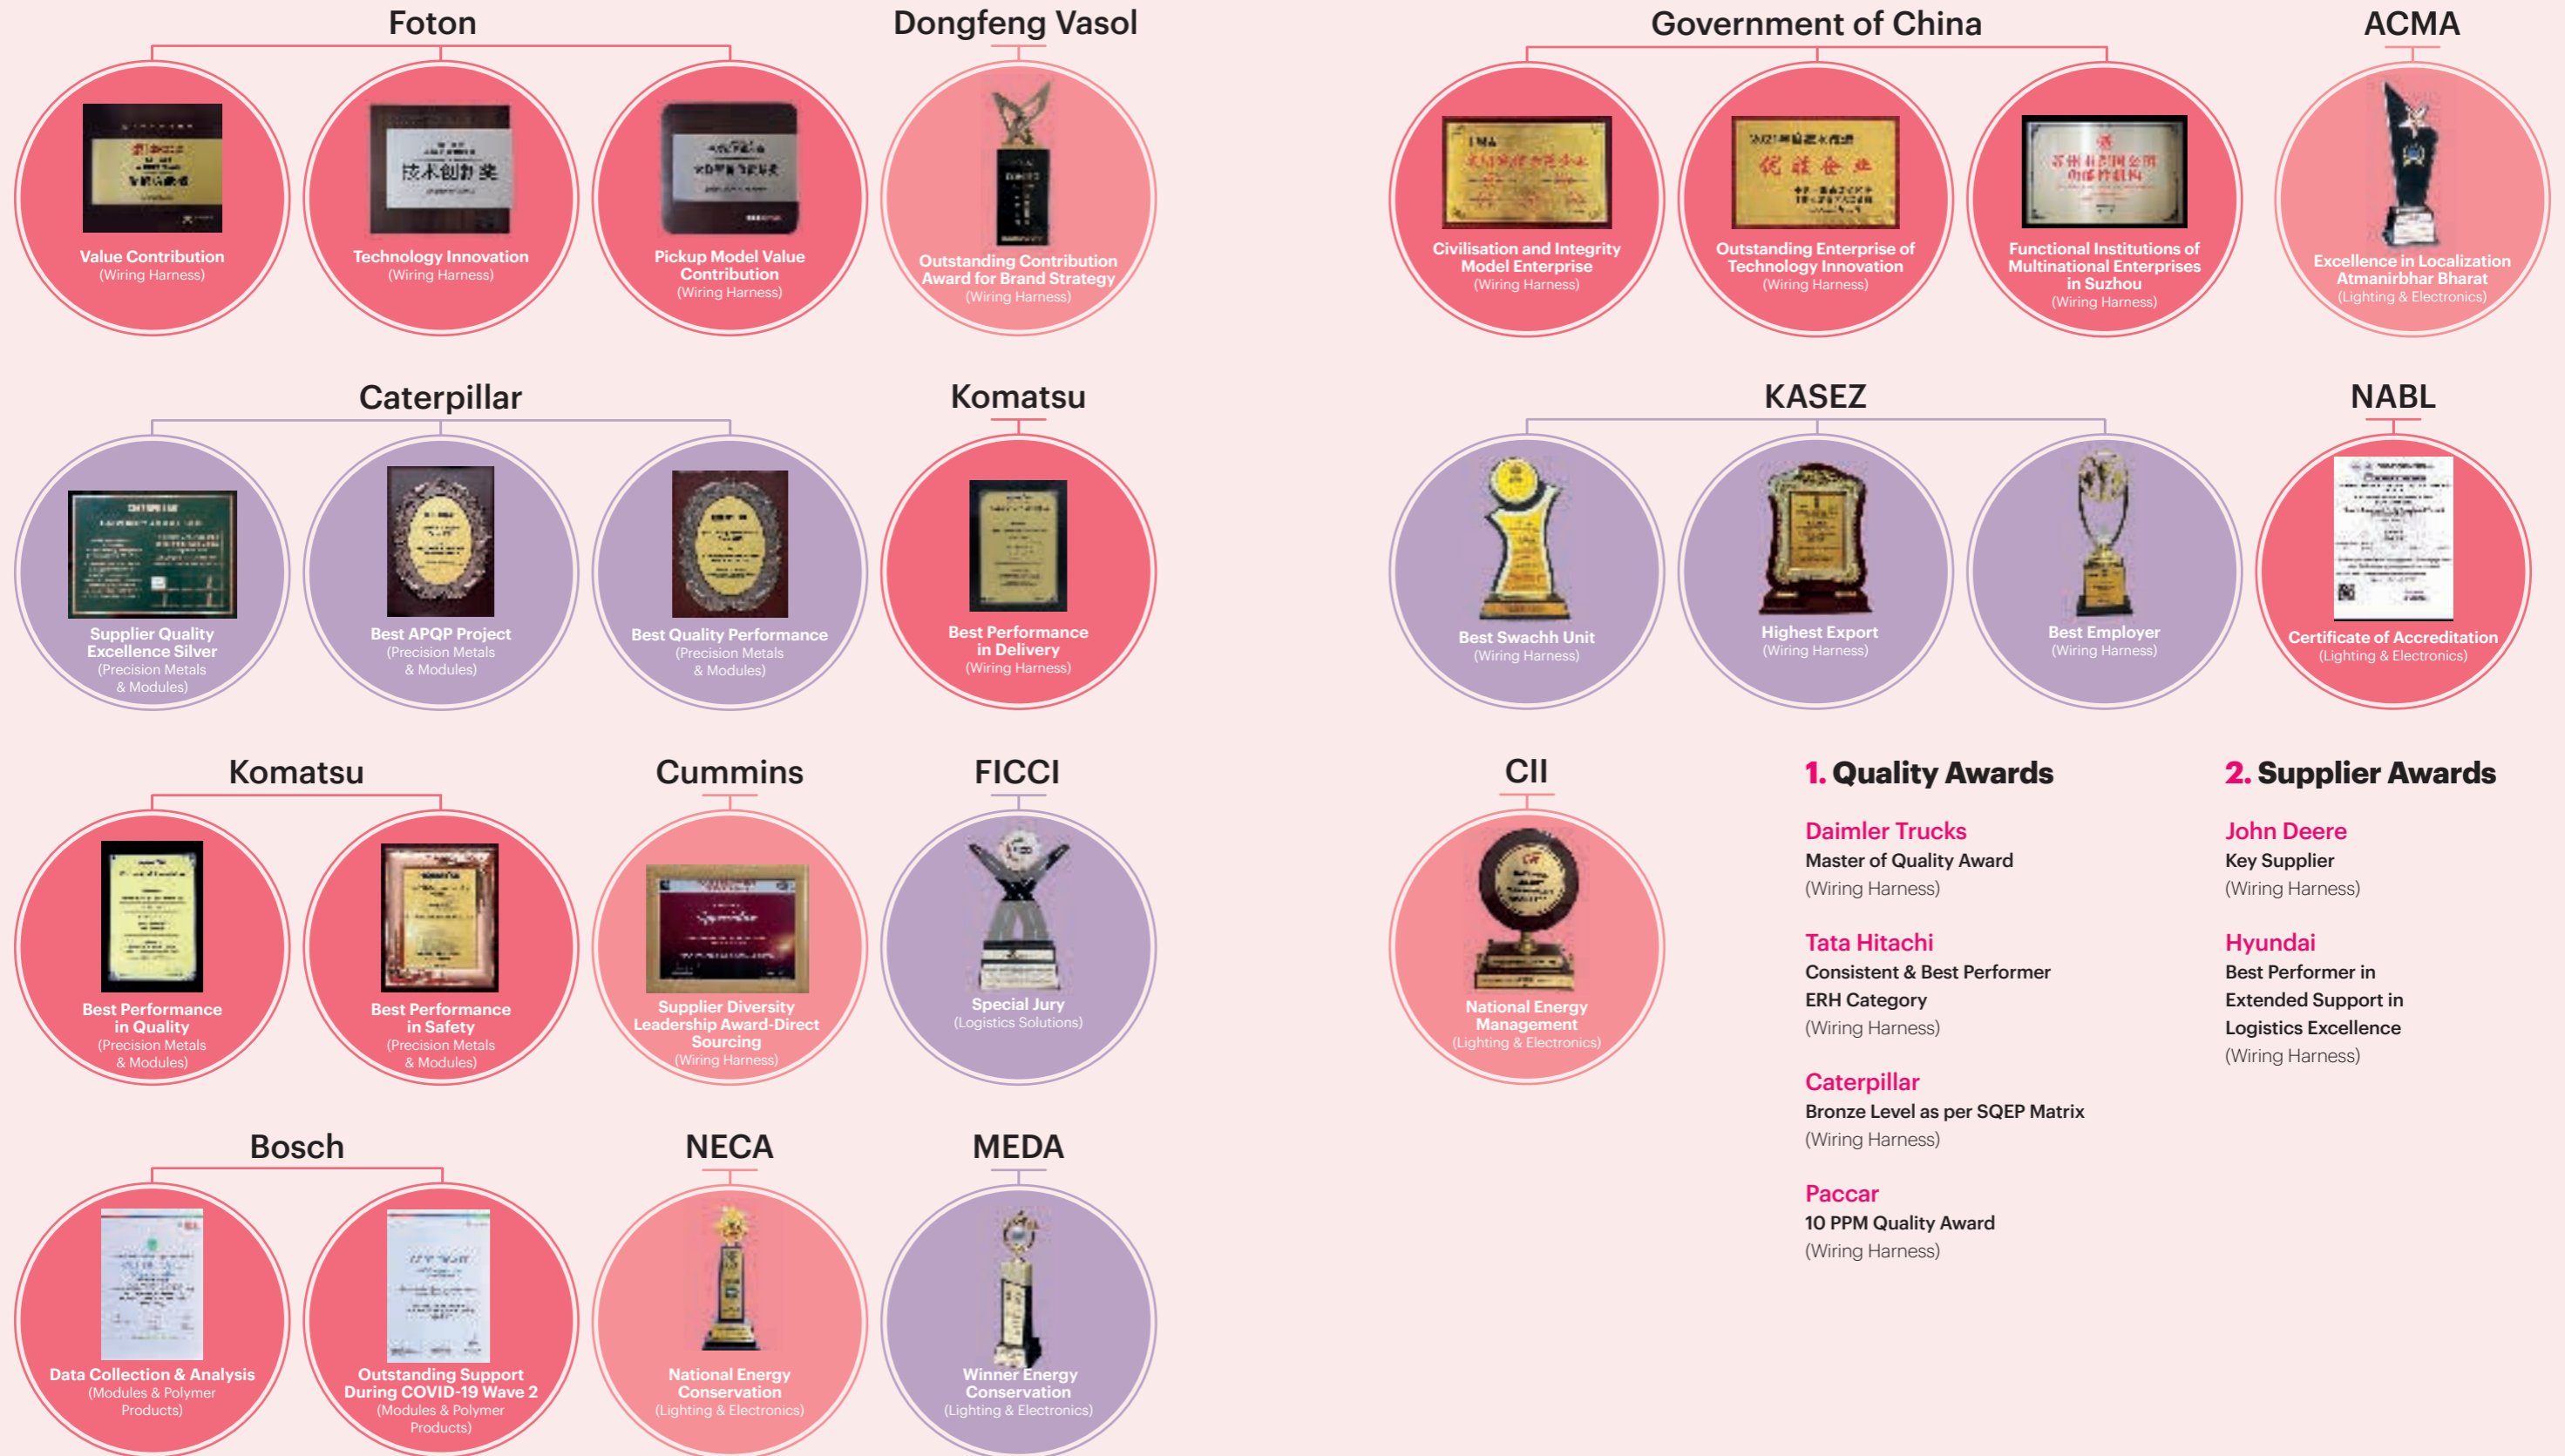 Foton
Value Contribution
(Wiring Harness)
技术创新奖
Technology Innovation
(Wiring Harness)
Pickup Model Value
Contribution
(Wiring Harness)
Dongfeng Vasol
Outstanding Contribution
Award for Brand Strategy
(Wiring Harness)
Government of China
Civilisation and Integrity
Model Enterprise
(Wiring Harness)
优胜企业
Outstanding Enterprise of
Technology Innovation
(Wiring Harness)
Functional Institutions of
Multinational Enterprises
in Suzhou
(Wiring Harness)
ACMA
Excellence in Localization
Atmanirbhar Bharat
(Lighting & Electronics)
Caterpillar
Supplier Quality
Excellence Silver
(Precision Metals
& Modules)
Best APQP Project
(Precision Metals
& Modules)
Best Quality Performance
(Precision Metals
& Modules)
Komatsu
Best Performance
in Delivery
(Wiring Harness)
KASEZ
Best Swachh Unit
(Wiring Harness)
Highest Export
(Wiring Harness)
Best Employer
(Wiring Harness)
NABL
Certificate of Accreditation
(Lighting & Electronics)
Komatsu
Best Performance
in Quality
(Precision Metals
& Modules)
Best Performance
in Safety
(Precision Metals
& Modules)
Cummins
Appreciation
Supplier Diversity
Leadership Award-Direct
Sourcing
(Wiring Harness)
FICCI
Special Jury
(Logistics Solutions)
CII
National Energy
Management
(Lighting & Electronics)
1. Quality Awards
Daimler Trucks
Master of Quality Award
(Wiring Harness)
Tata Hitachi
Consistent & Best Performer
ERH Category
(Wiring Harness)
Caterpillar
Bronze Level as per SQEP Matrix
(Wiring Harness)
Paccar
10 PPM Quality Award
(Wiring Harness)
2. Supplier Awards
John Deere
Key Supplier
(Wiring Harness)
Hyundai
Best Performer in
Extended Support in
Logistics Excellence
(Wiring Harness)
Bosch
Data Collection & Analysis
(Modules & Polymer
Products)
Outstanding Support
During COVID-19 Wave 2
(Modules & Polymer
Products)
NECA
National Energy
Conservation
(Lighting & Electronics)
MEDA
Winner Energy
Conservation
(Lighting & Electronics)